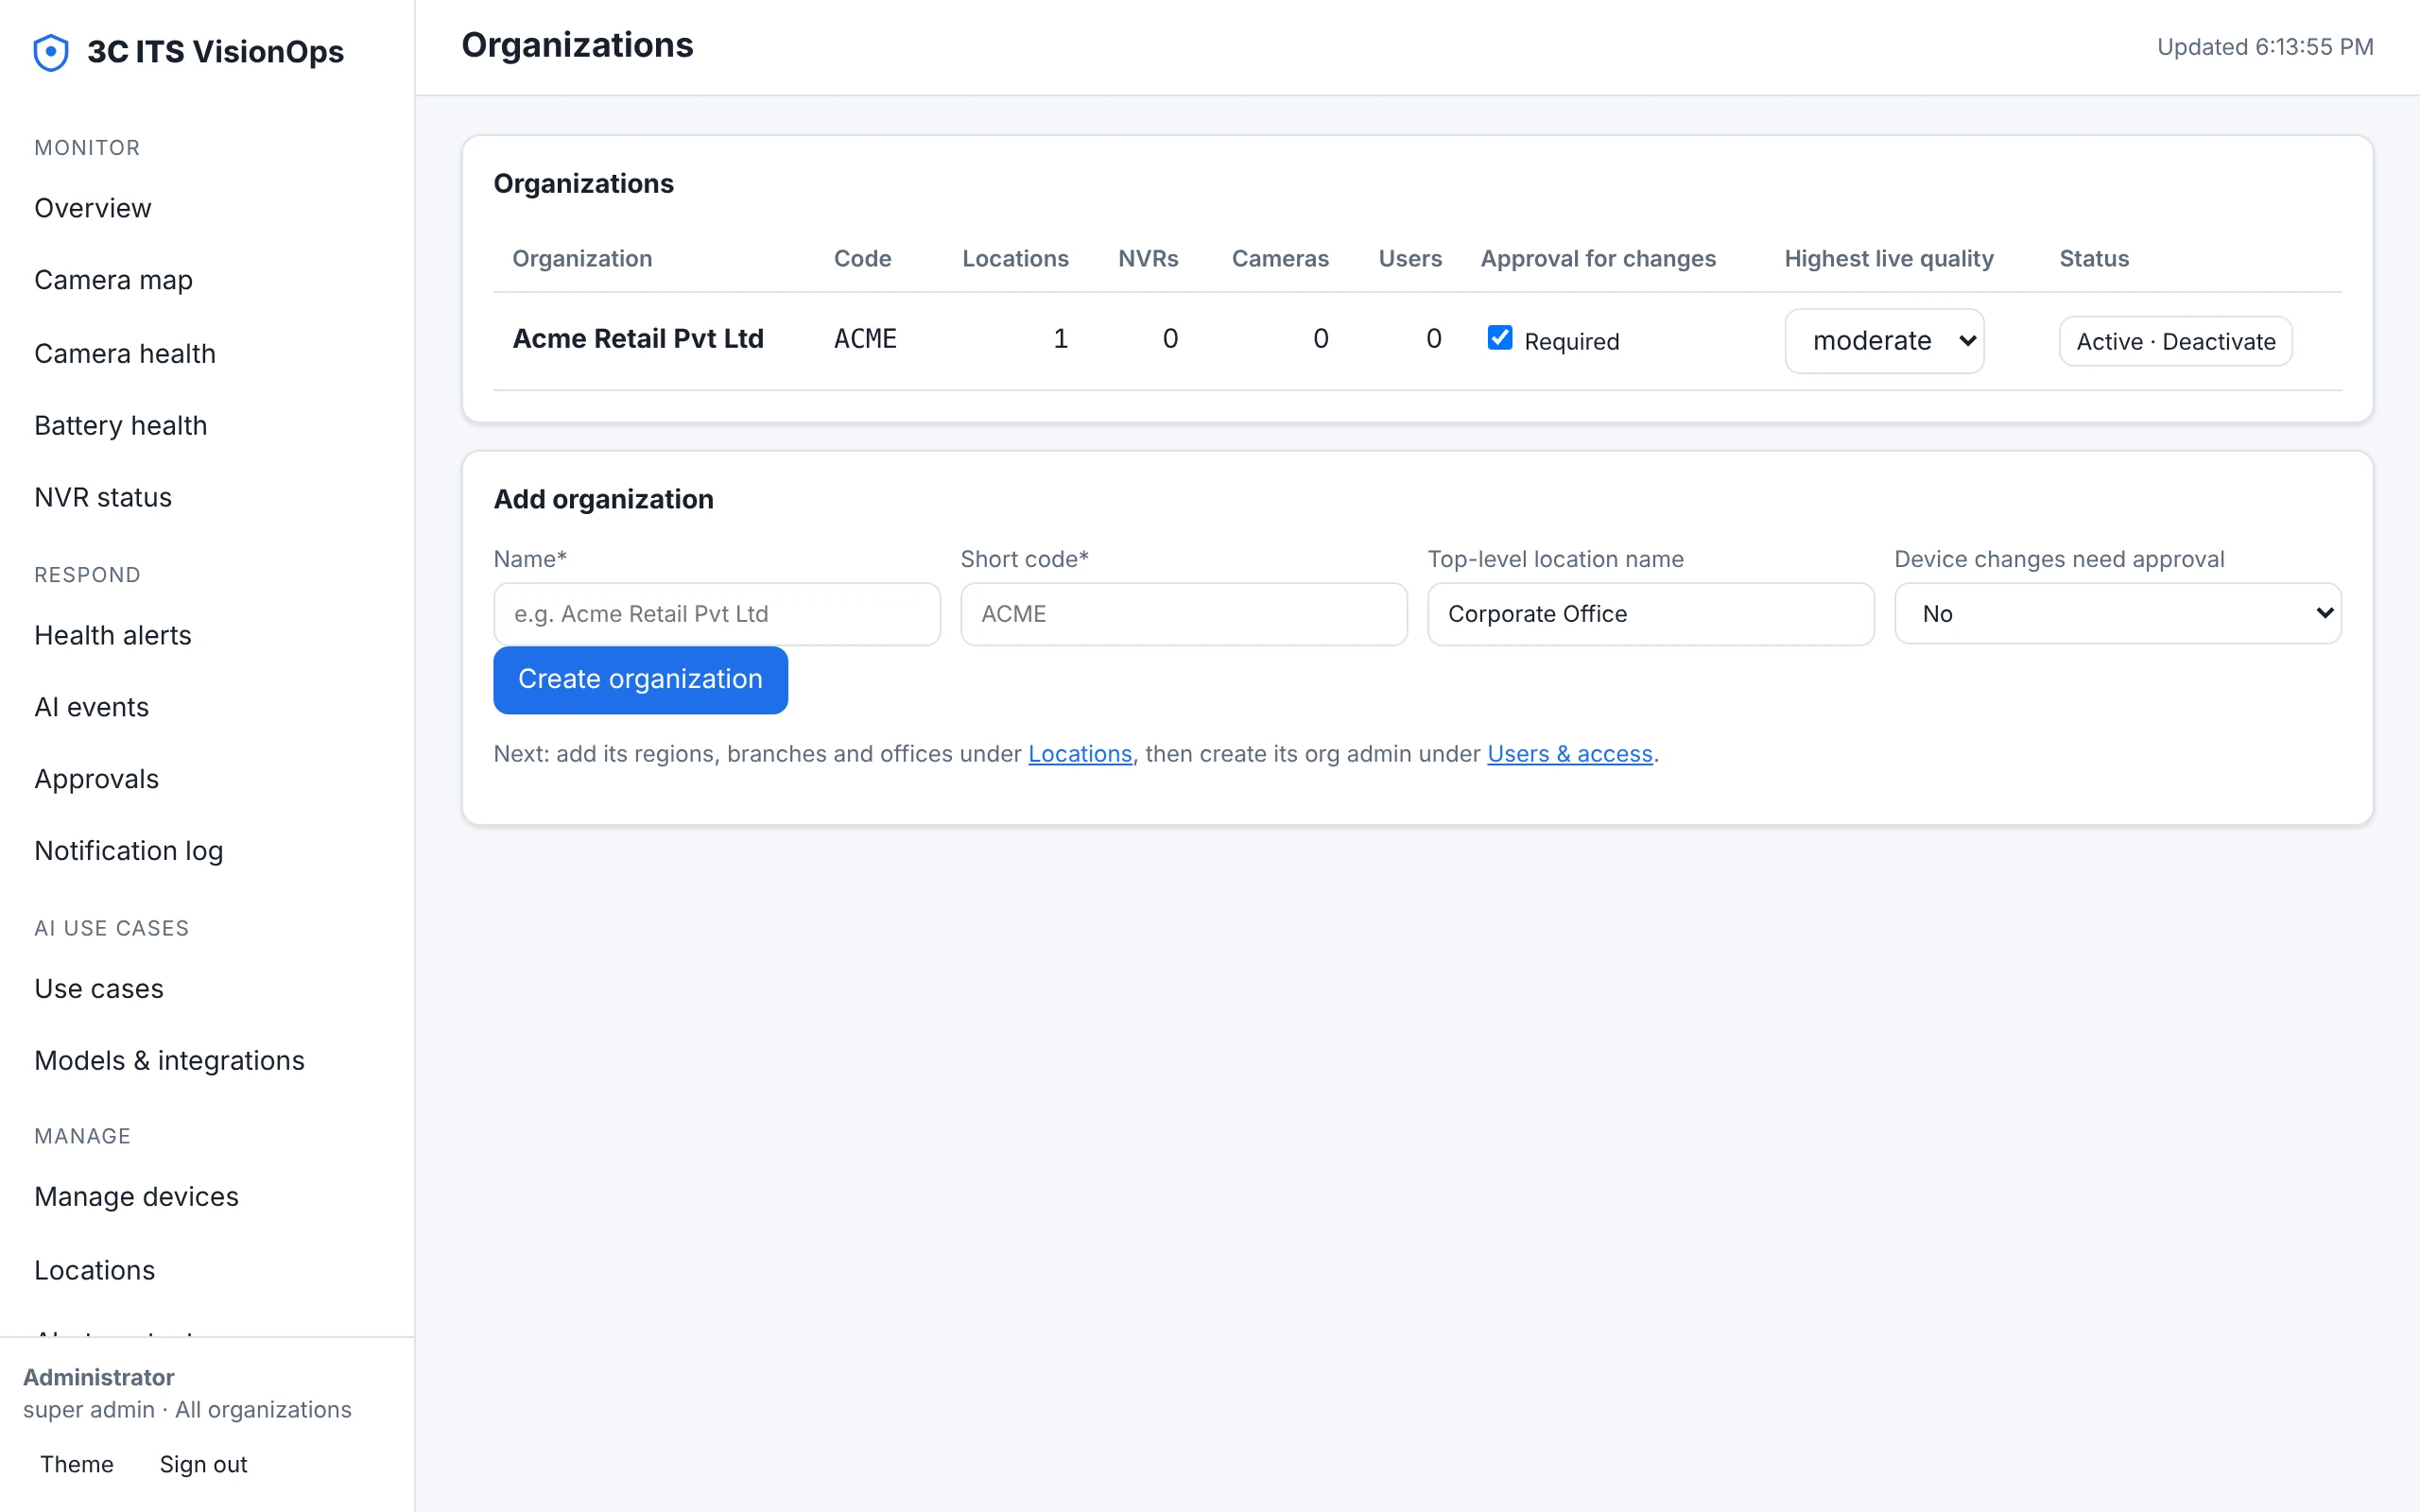 3C ITS VisionOps
MONITOR
Overview
Camera map
Camera health
Battery health
NVR status
RESPOND
Health alerts
AI events
Approvals
Notification log
AI USE CASES
Use cases
Models & integrations
MANAGE
Manage devices
Locations
Administrator
super admin · All organizations
Theme Sign out
Organizations
Updated 6:13:55 PM
Organizations
Organization Code Locations NVRs Cameras Users Approval for changes Highest live quality Status
Acme Retail Pvt Ltd ACME 1 0 0 0 Required moderate Active · Deactivate
Add organization
Name* Short code* Top-level location name Device changes need approval
e.g. Acme Retail Pvt Ltd ACME Corporate Office No
Create organization
Next: add its regions, branches and offices under Locations, then create its org admin under Users & access.